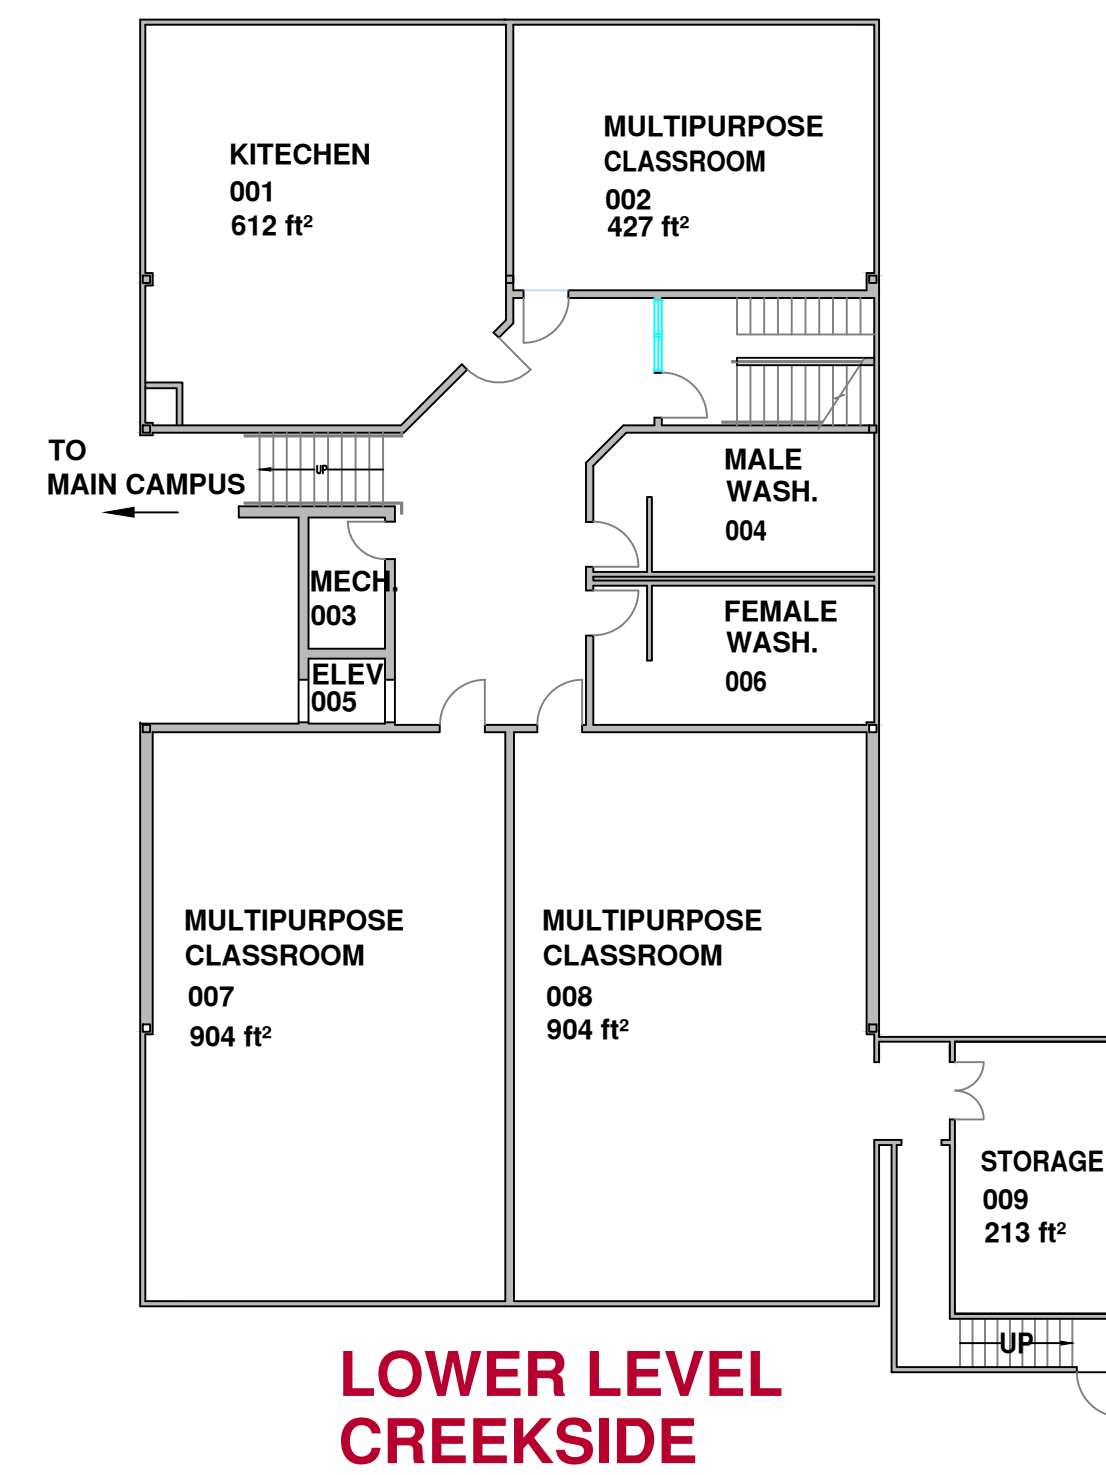 KITECHEN
001
612 ft²
MULTIPURPOSE
CLASSROOM
002
427 ft²
TO
MAIN CAMPUS
UP
MALE
WASH.
004
MECH.
003
FEMALE
WASH.
006
ELEV
005
MULTIPURPOSE
CLASSROOM
007
904 ft²
MULTIPURPOSE
CLASSROOM
008
904 ft²
STORAGE
009
213 ft²
UP
LOWER LEVEL
CREEKSIDE